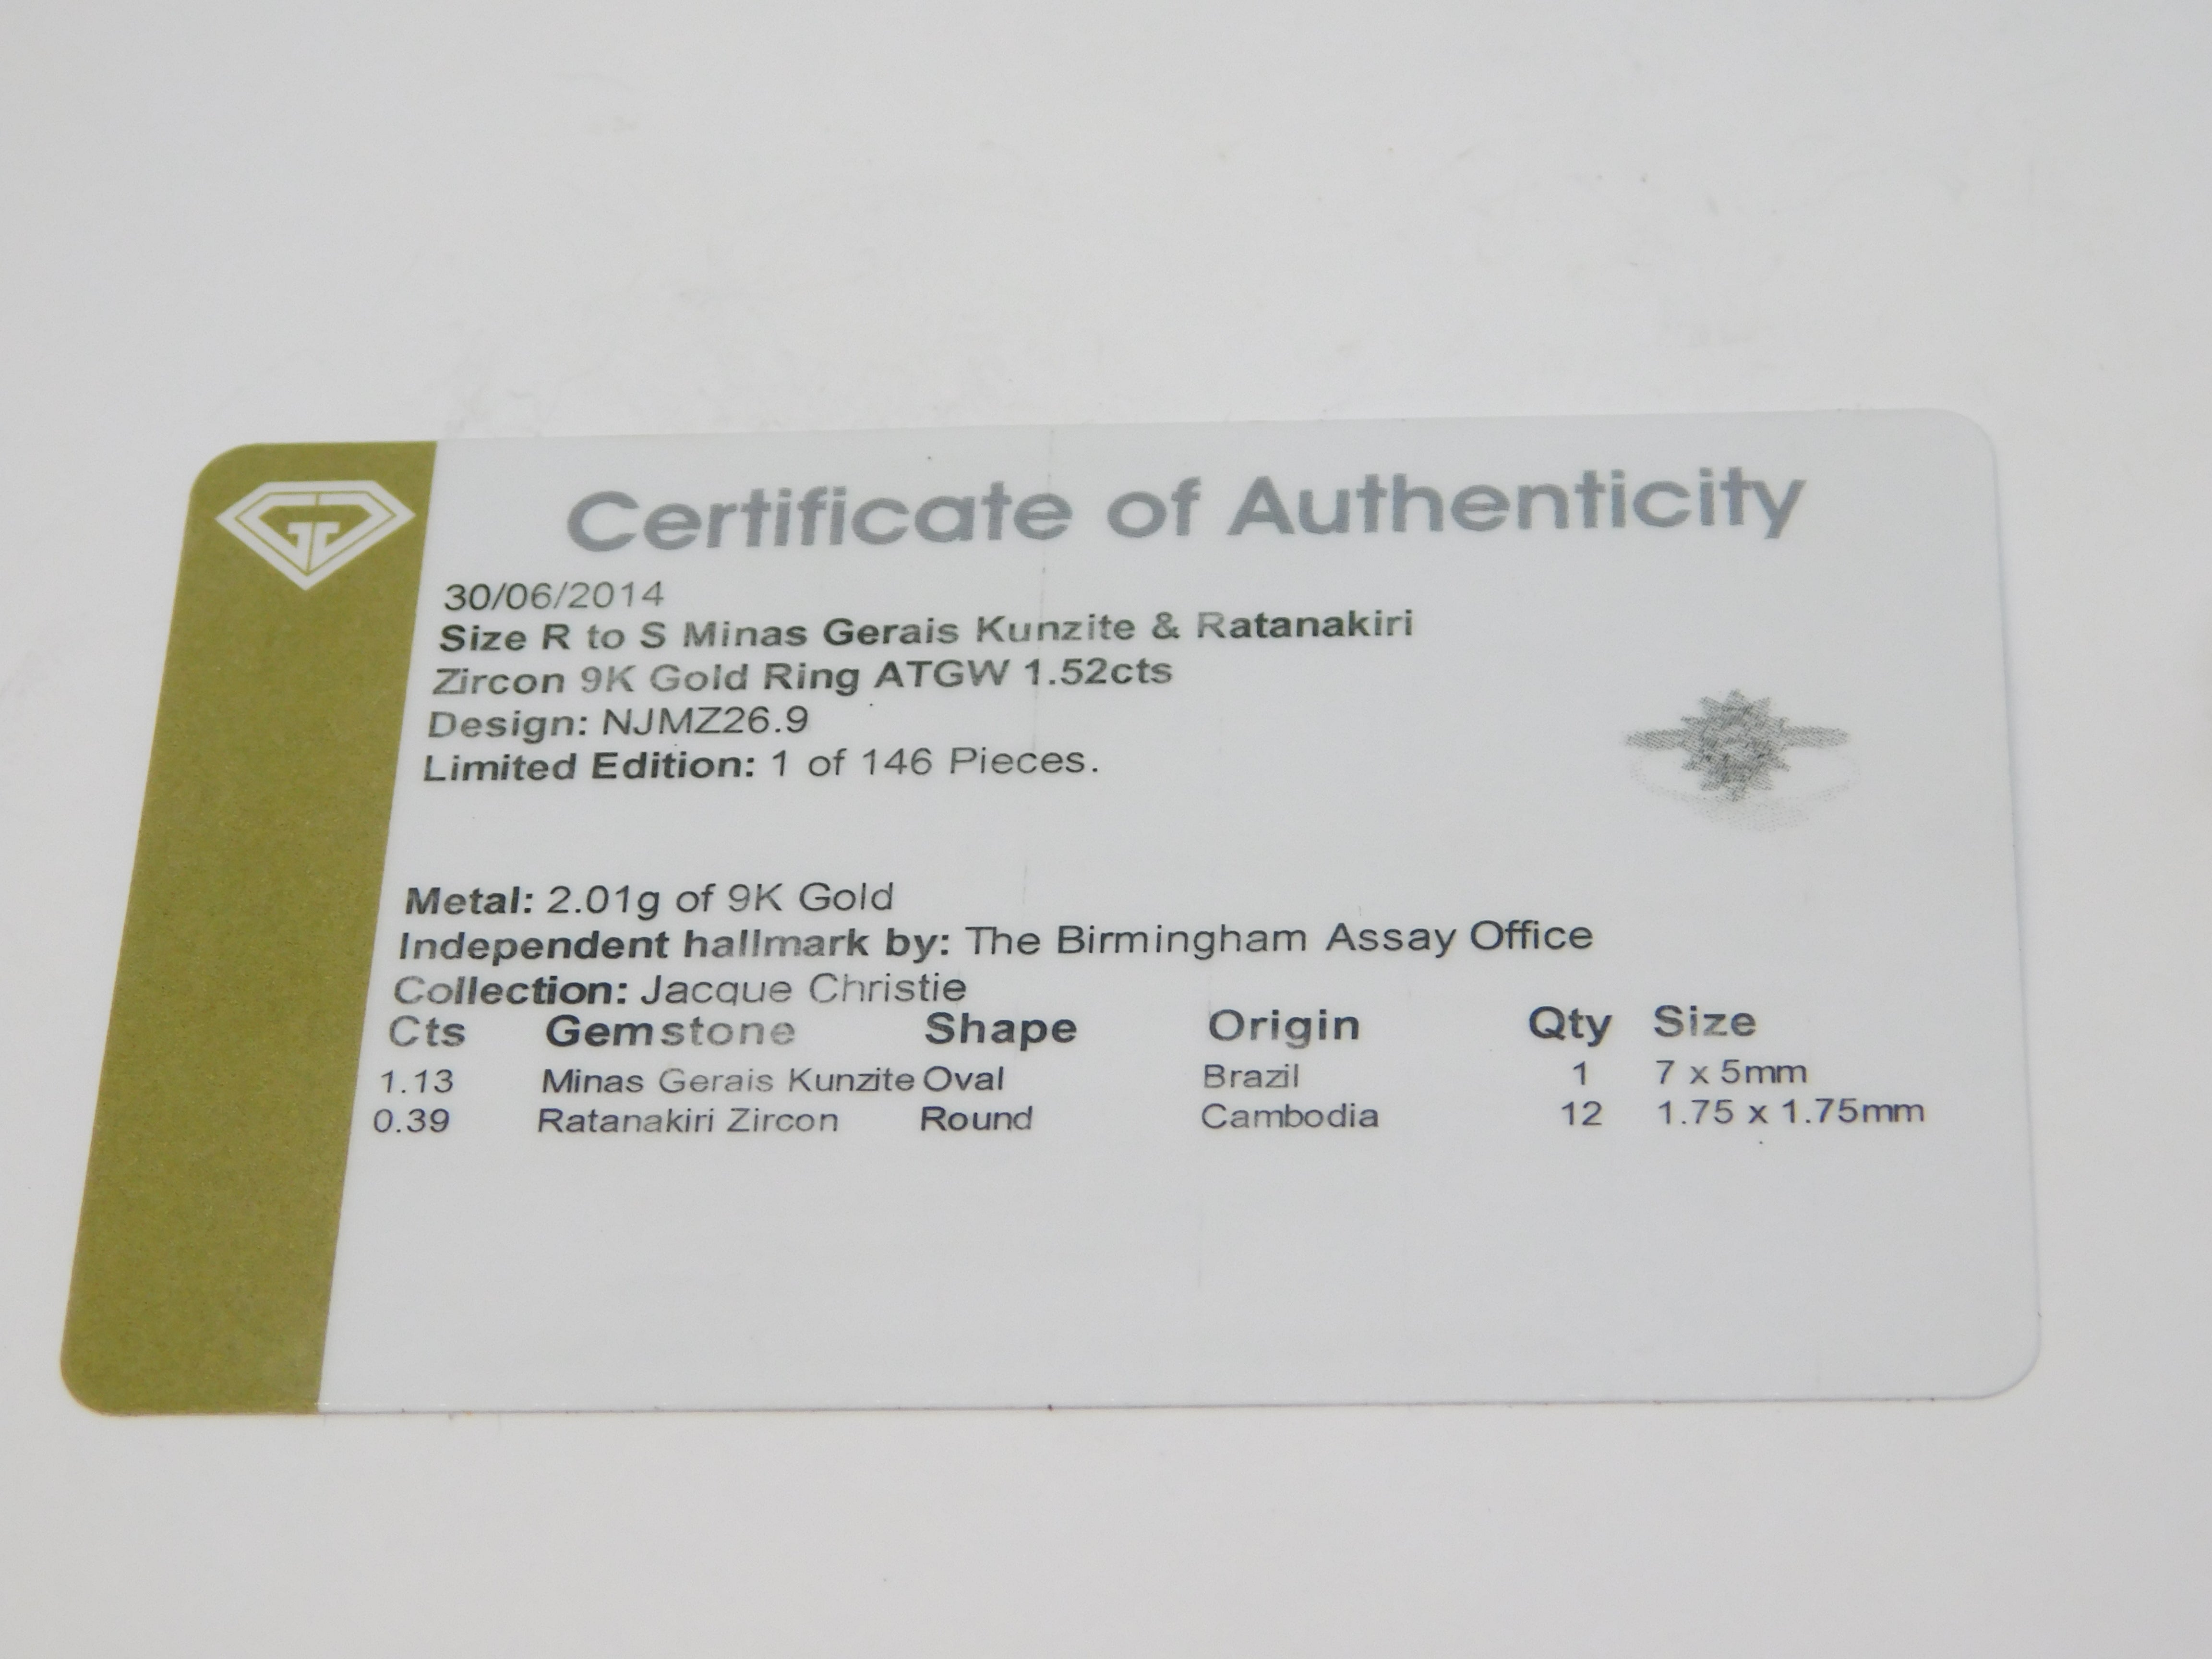 Certificate of Authenticity
30/06/2014
Size R to S Minas Gerais Kunzite & Ratanakiri
Zircon 9K Gold Ring ATGW 1.52cts
Design: NJMZ26.9
Limited Edition: 1 of 146 Pieces.
Metal: 2.01g of 9K Gold
Independent hallmark by: The Birmingham Assay Office
Collection: Jacque Christie
Cts Gemstone Shape Origin Qty Size
1.13 Minas Gerais Kunzite Oval Brazil 1 7 x 5mm
0.39 Ratanakiri Zircon Round Cambodia 12 1.75 x 1.75mm